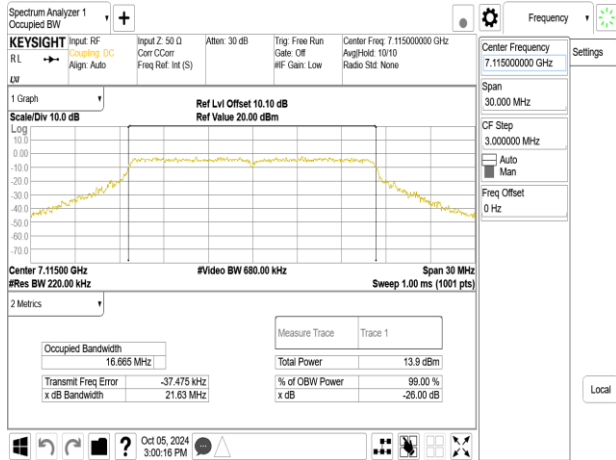 Spectrum Analyzer 1
Occupied BW
Frequency
KEYSIGHT
RL
LXI
Input: RF
Coupling: DC
Align: Auto
Input Z: 50 Ω
Corr CCorr
Freq Ref: Int (S)
Atten: 30 dB
Trig: Free Run
Gate: Off
#IF Gain: Low
Center Freq: 7.115000000 GHz
Avg|Hold: 10/10
Radio Std: None
Center Frequency
7.115000000 GHz
Settings
Span
30.000 MHz
CF Step
3.000000 MHz
Auto
Man
Freq Offset
0 Hz
Local
1 Graph
Scale/Div 10.0 dB
Ref Lvl Offset 10.10 dB
Ref Value 20.00 dBm
Log
10.0
0.00
-10.0
-20.0
-30.0
-40.0
-50.0
-60.0
-70.0
Center 7.11500 GHz
#Res BW 220.00 kHz
#Video BW 680.00 kHz
Span 30 MHz
Sweep 1.00 ms (1001 pts)
2 Metrics
Measure Trace
Trace 1
Occupied Bandwidth
16.665 MHz
Total Power
13.9 dBm
Transmit Freq Error
-37.475 kHz
% of OBW Power
99.00 %
x dB Bandwidth
21.63 MHz
x dB
-26.00 dB
?
Oct 05, 2024
3:00:16 PM